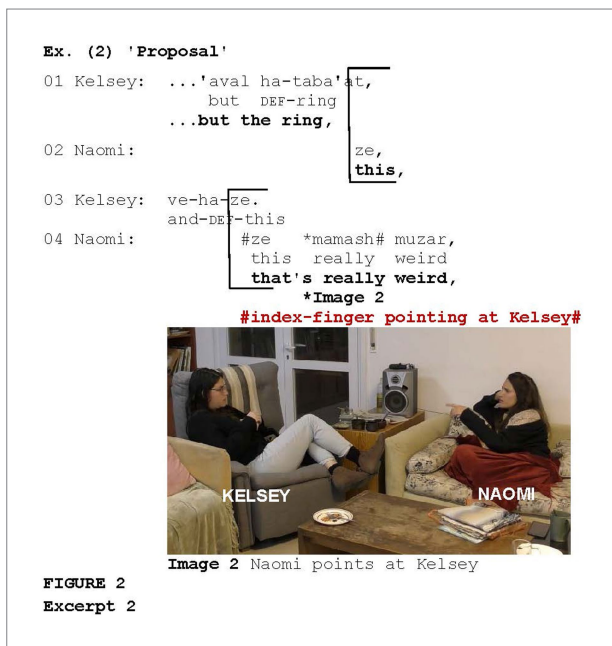 Ex. (2) 'Proposal'
01 Kelsey: ...'aval ha-taba'at,
but DEF-ring
...but the ring,
02 Naomi: ze,
this,
03 Kelsey: ve-ha-ze.
and-DEF-this
04 Naomi: #ze *mamash# muzar,
this really weird
that's really weird,
*Image 2
#index-finger pointing at Kelsey#
KELSEY NAOMI
Image 2 Naomi points at Kelsey
FIGURE 2
Excerpt 2